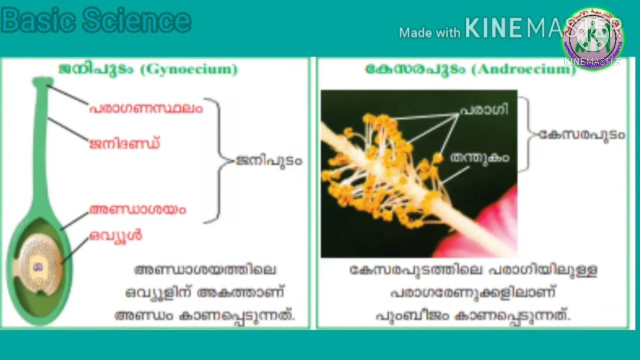 Basic Science
Made with KINEMASTER
KINEMASTER
ജനിപുടം (Gynoecium)
പരാഗണസ്ഥലം
ജനിദണ്ഡ്
ജനിപുടം
അണ്ഡാശയം
ഒവ്യൂൾ
അണ്ഡാശയത്തിലെ
ഒവ്യൂളിന് അകത്താണ്
അണ്ഡം കാണപ്പെടുന്നത്.
കേസരപുടം (Androecium)
പരാഗി
കേസരപുടം
തന്തുകം
കേസരപുടത്തിലെ പരാഗിയിലുള്ള
പരാഗരേണുക്കളിലാണ്
പുംബീജം കാണപ്പെടുന്നത്.